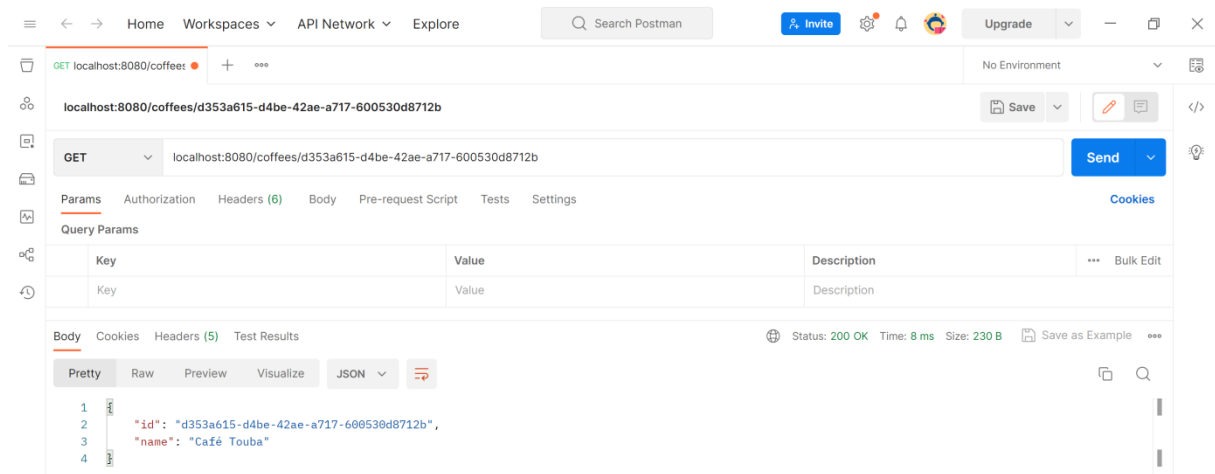 Home Workspaces API Network Explore Search Postman Invite Upgrade
GET localhost:8080/coffees No Environment
localhost:8080/coffees/d353a615-d4be-42ae-a717-600530d8712b Save
GET localhost:8080/coffees/d353a615-d4be-42ae-a717-600530d8712b Send
Params Authorization Headers (6) Body Pre-request Script Tests Settings Cookies
Query Params
Key Value Description Bulk Edit
Key Value Description
Body Cookies Headers (5) Test Results Status: 200 OK Time: 8 ms Size: 230 B Save as Example
Pretty Raw Preview Visualize JSON
1 {
2 "id": "d353a615-d4be-42ae-a717-600530d8712b",
3 "name": "Café Touba"
4 }